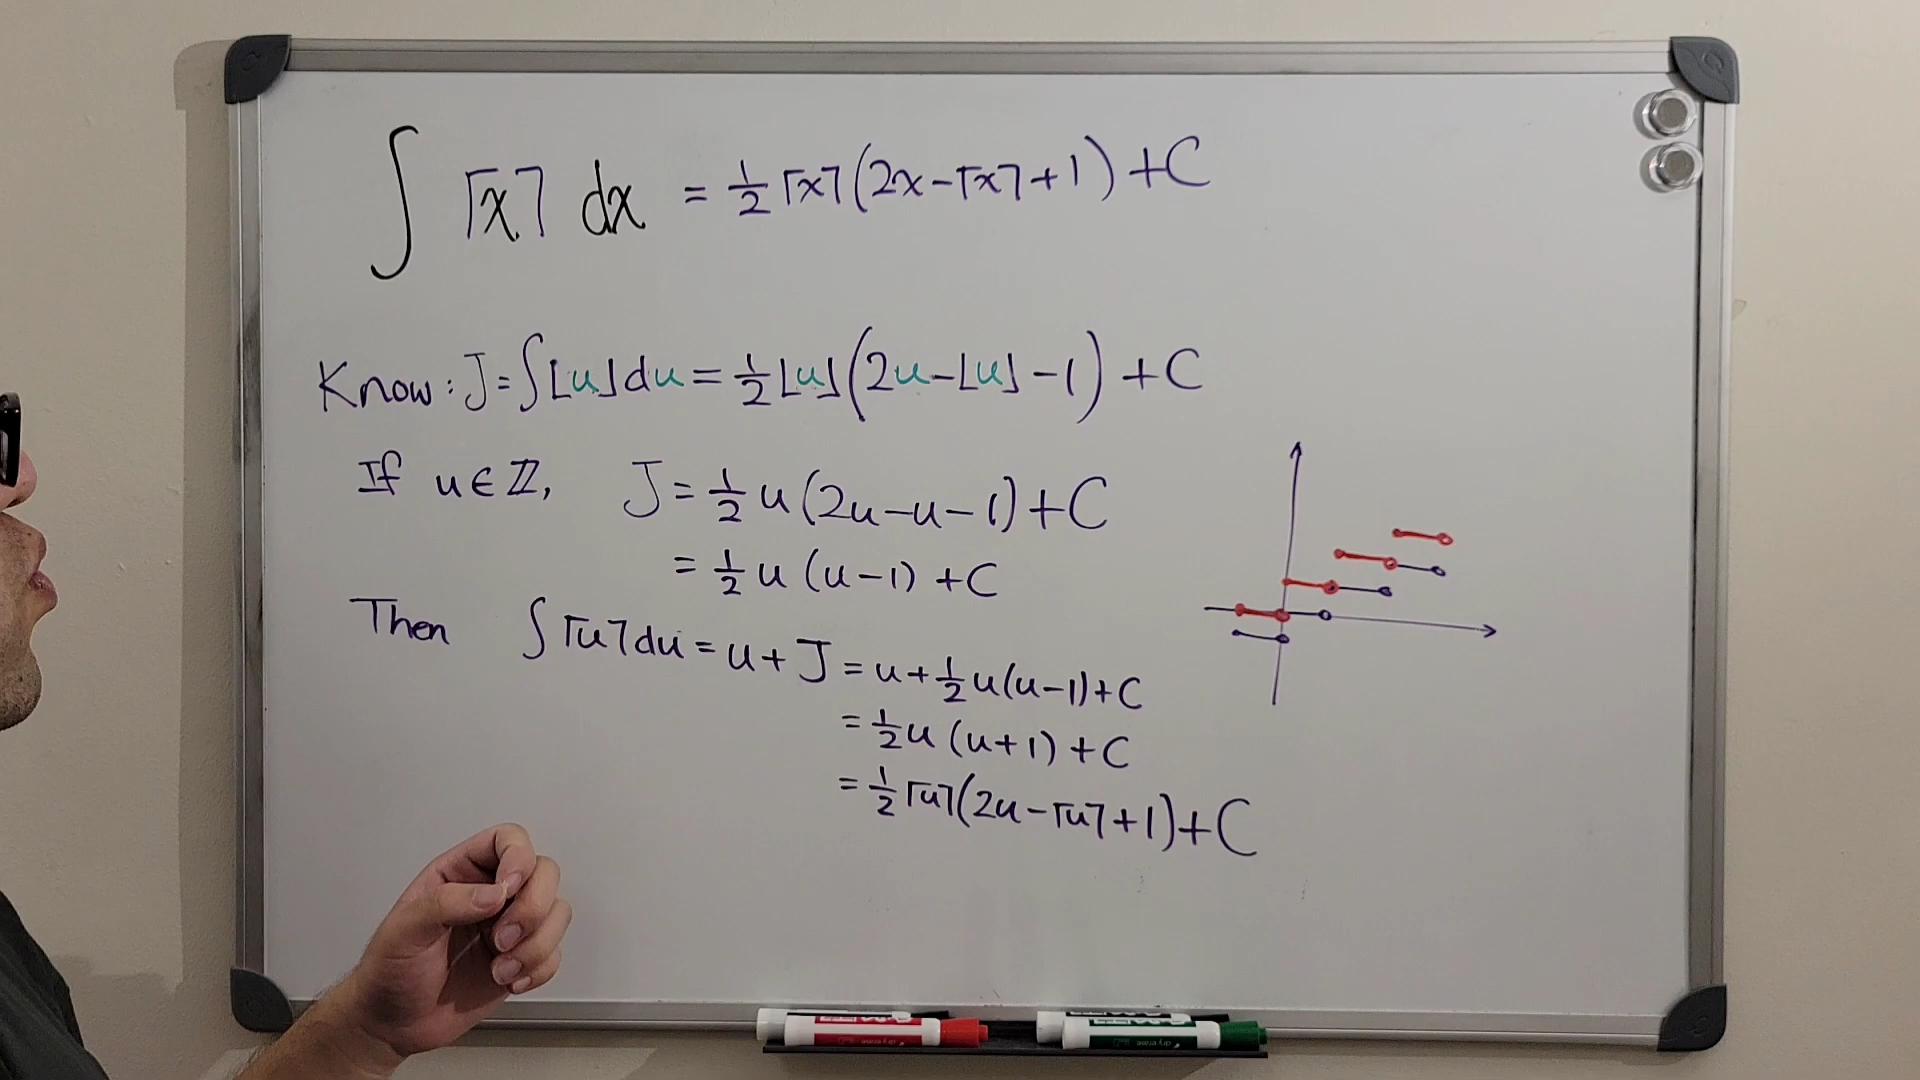 ∫ ⌈x⌉ dx = ½⌈x⌉(2x-⌈x⌉+1)+C
Know: J=∫⌊u⌋du=½⌊u⌋(2u-⌊u⌋-1)+C
If u∈ℤ, J=½u(2u-u-1)+C
=½u(u-1)+C
Then ∫⌈u⌉du=u+J=u+½u(u-1)+C
=½u(u+1)+C
=½⌈u⌉(2u-⌈u⌉+1)+C